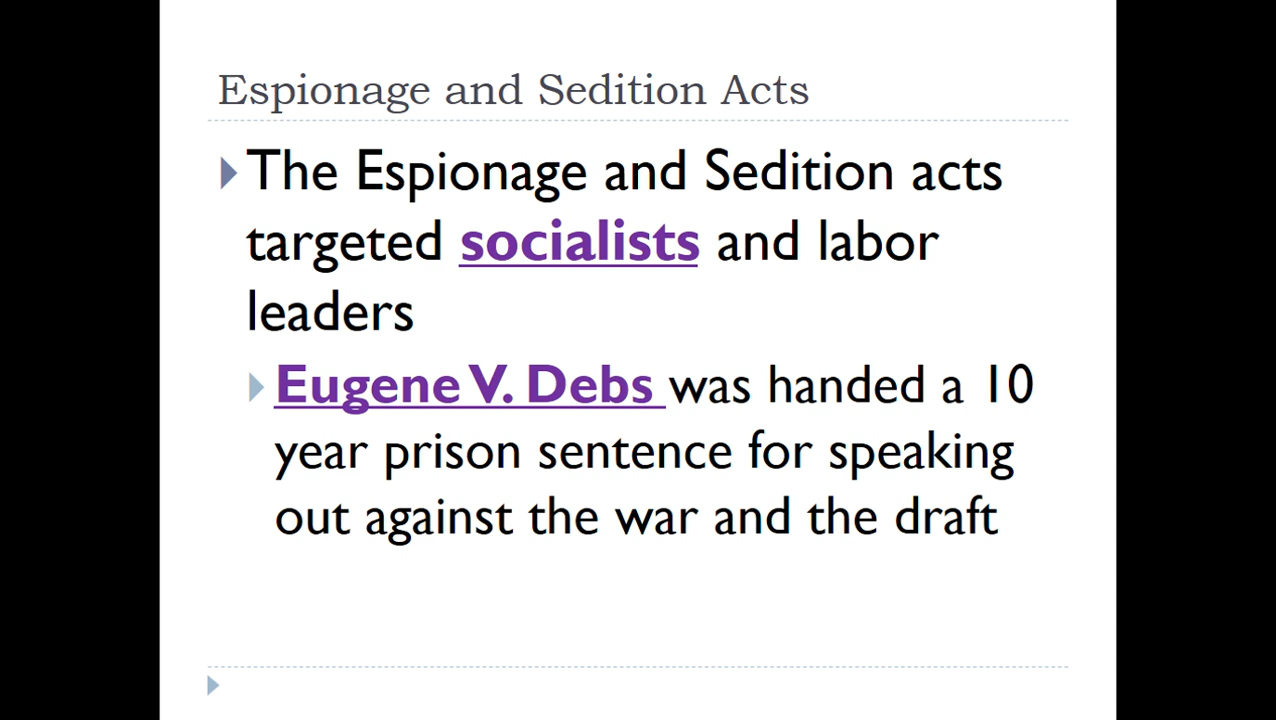 Espionage and Sedition Acts
The Espionage and Sedition acts
targeted socialists and labor
leaders
Eugene V. Debs was handed a 10
year prison sentence for speaking
out against the war and the draft